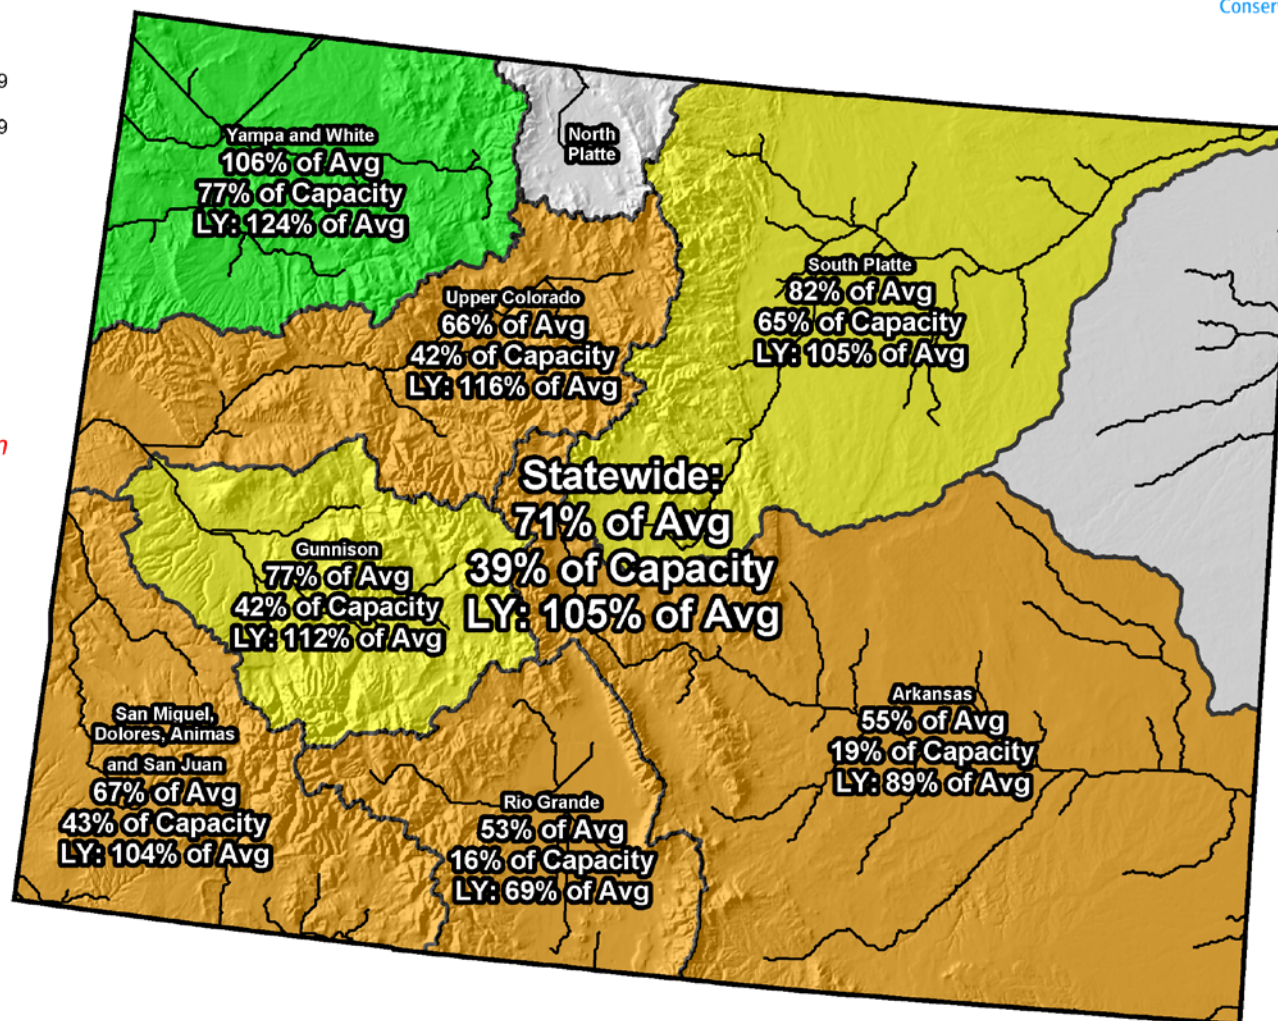 Conser
9
9
n
Yampa and White
106% of Avg
77% of Capacity
LY: 124% of Avg
North
Platte
South Platte
82% of Avg
65% of Capacity
LY: 105% of Avg
Upper Colorado
66% of Avg
42% of Capacity
LY: 116% of Avg
Statewide:
71% of Avg
39% of Capacity
LY: 105% of Avg
Gunnison
77% of Avg
42% of Capacity
LY: 112% of Avg
San Miguel,
Dolores, Animas
and San Juan
67% of Avg
43% of Capacity
LY: 104% of Avg
Rio Grande
53% of Avg
16% of Capacity
LY: 69% of Avg
Arkansas
55% of Avg
19% of Capacity
LY: 89% of Avg